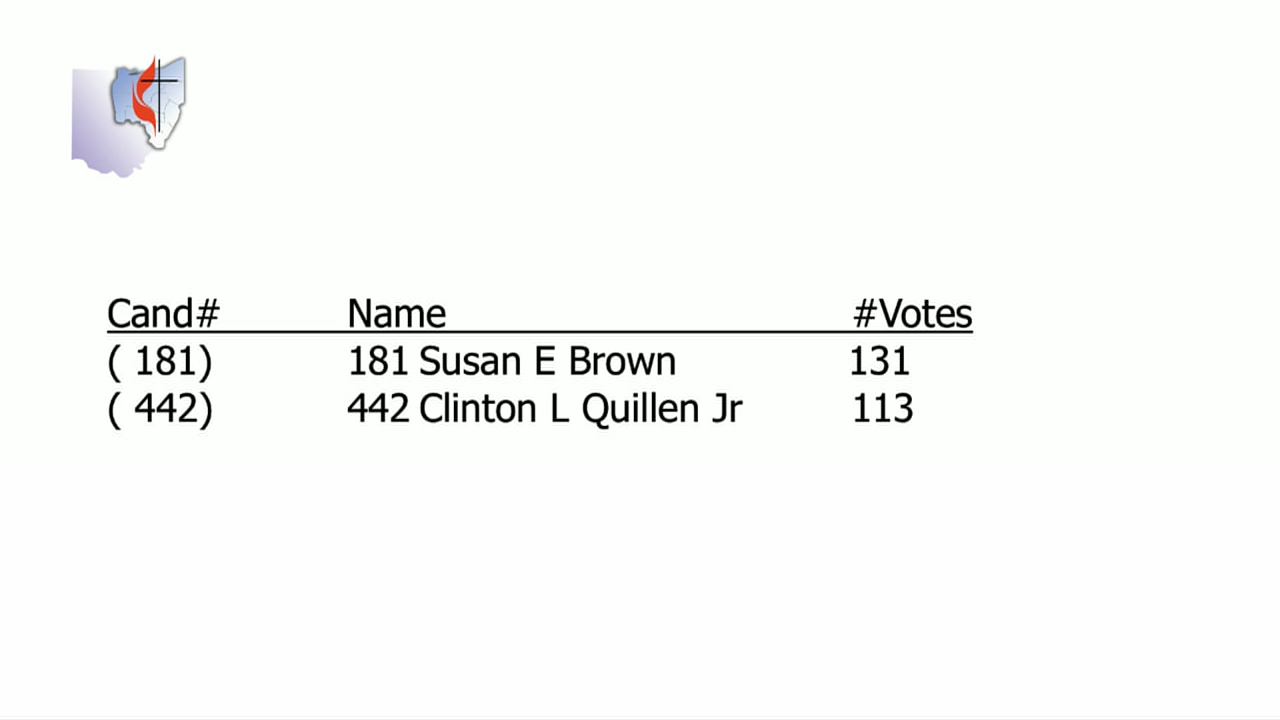 Cand# Name #Votes
( 181) 181 Susan E Brown 131
( 442) 442 Clinton L Quillen Jr 113